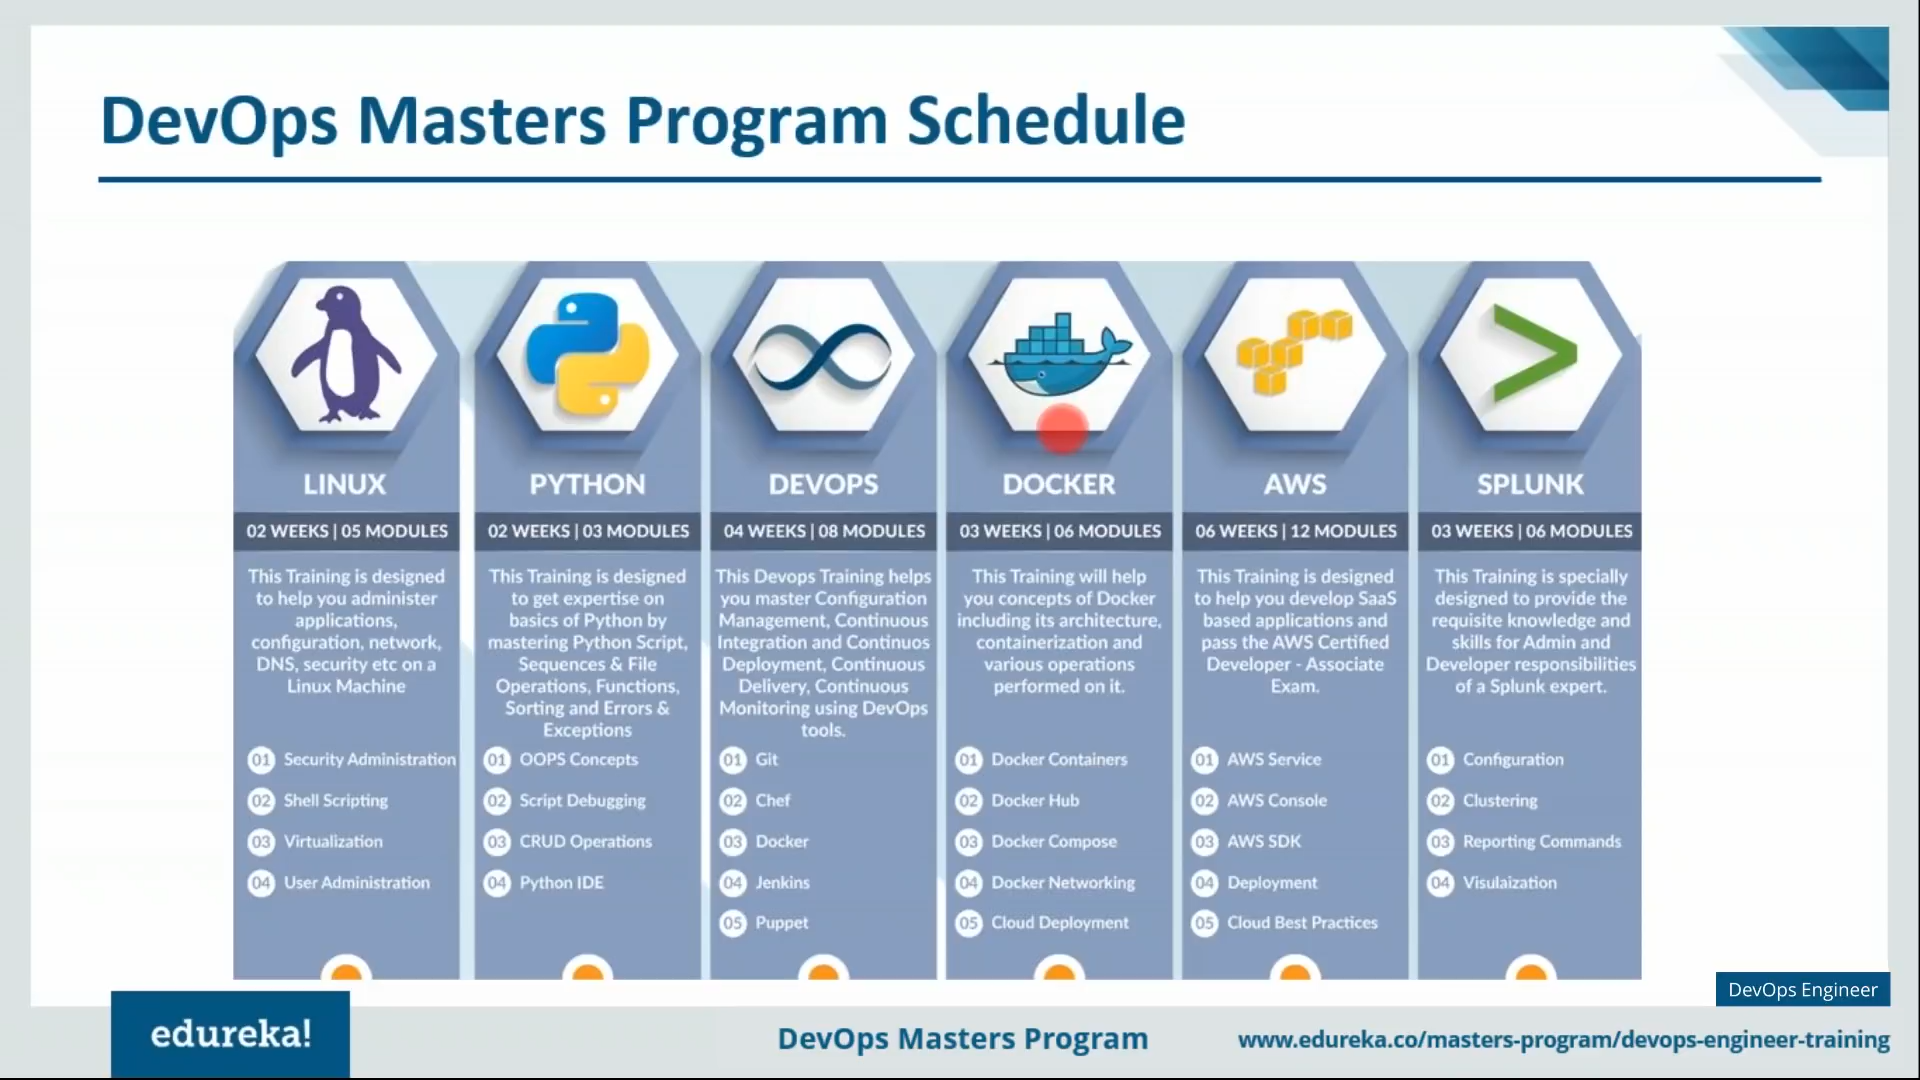 DevOps Masters Program Schedule
LINUX
02 WEEKS | 05 MODULES
This Training is designed
to help you administer
applications,
configuration, network,
DNS, security etc on a
Linux Machine
01 Security Administration
02 Shell Scripting
03 Virtualization
04 User Administration
PYTHON
02 WEEKS | 03 MODULES
This Training is designed
to get expertise on
basics of Python by
mastering Python Script,
Sequences & File
Operations, Functions,
Sorting and Errors &
Exceptions
01 OOPS Concepts
02 Script Debugging
03 CRUD Operations
04 Python IDE
DEVOPS
04 WEEKS | 08 MODULES
This Devops Training helps
you master Configuration
Management, Continuous
Integration and Continuos
Deployment, Continuous
Delivery, Continuous
Monitoring using DevOps
tools.
01 Git
02 Chef
03 Docker
04 Jenkins
05 Puppet
DOCKER
03 WEEKS | 06 MODULES
This Training will help
you concepts of Docker
including its architecture,
containerization and
various operations
performed on it.
01 Docker Containers
02 Docker Hub
03 Docker Compose
04 Docker Networking
05 Cloud Deployment
AWS
06 WEEKS | 12 MODULES
This Training is designed
to help you develop SaaS
based applications and
pass the AWS Certified
Developer - Associate
Exam.
01 AWS Service
02 AWS Console
03 AWS SDK
04 Deployment
05 Cloud Best Practices
SPLUNK
03 WEEKS | 06 MODULES
This Training is specially
designed to provide the
requisite knowledge and
skills for Admin and
Developer responsibilities
of a Splunk expert.
01 Configuration
02 Clustering
03 Reporting Commands
04 Visulaization
DevOps Engineer
edureka!
DevOps Masters Program
www.edureka.co/masters-program/devops-engineer-training